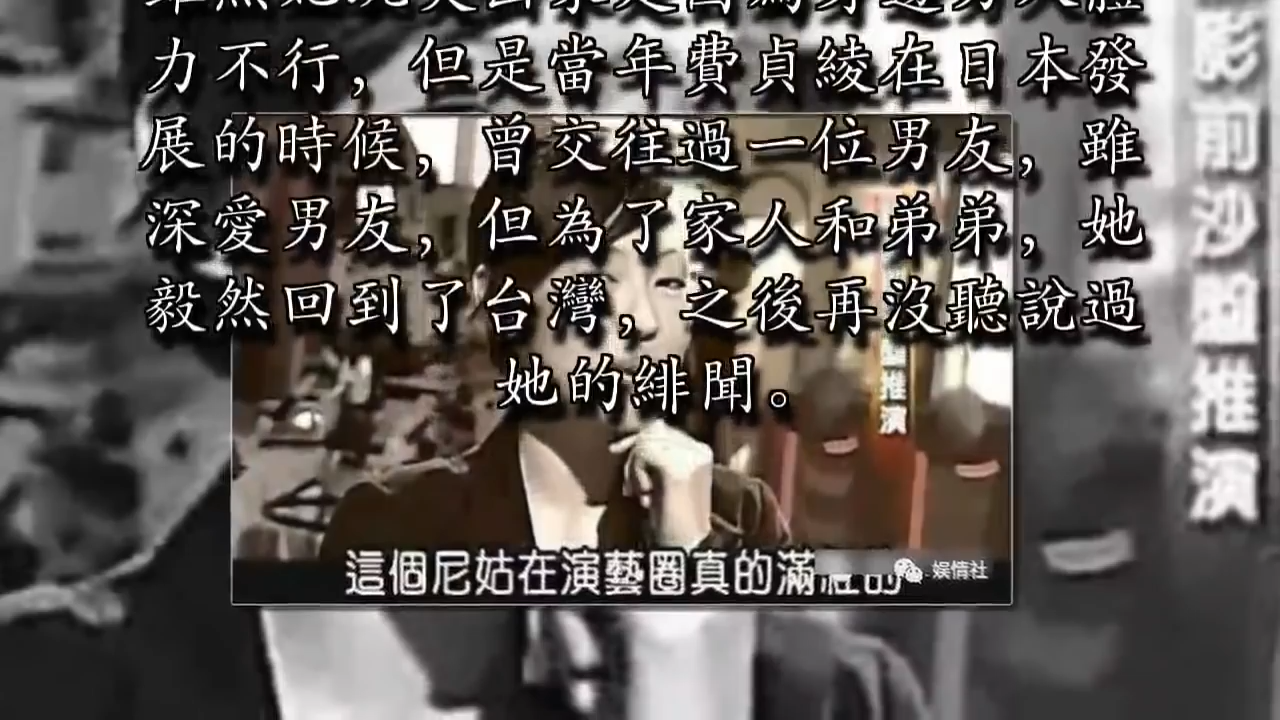 力不行，但是當年費貞綾在日本發
展的時候，曾交往過一位男友，雖
深愛男友，但為了家人和弟弟，她
毅然回到了台灣，之後再沒聽說過
她的緋聞。
推演
這個尼姑在演藝圈真的滿
娱情社
影前沙盤推演